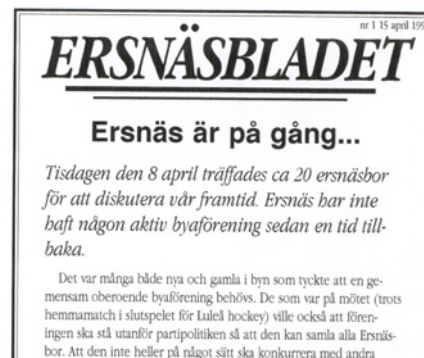 nr 1 15 april 199
ERSNÄSBLADET
Ersnäs är på gång...
Tisdagen den 8 april träffades ca 20 ersnäsbor
för att diskutera vår framtid. Ersnäs har inte
haft någon aktiv byaförening sedan en tid till-
baka.
Det var många både nya och gamla i byn som tyckte att en ge-
mensam oberoende byaförening behövs. De som var på mötet (trots
hemmamatch i slutspelet för Luleå hockey) ville också att fören-
ingen ska stå utanför partipolitiken så att den kan samla alla Ersnäs-
bor. Att den inte heller på något sätt ska konkurrera med andra